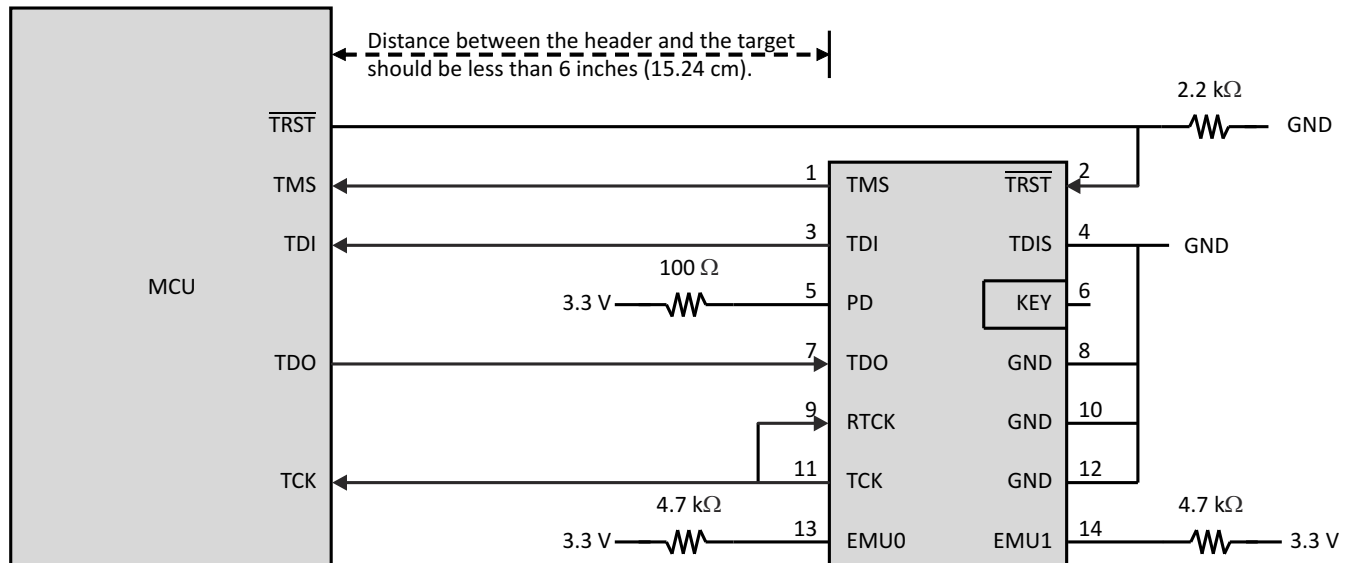 Distance between the header and the target
should be less than 6 inches (15.24 cm).
2.2 kΩ
TRST
GND
1
TMS
TMS
TRST
2
3
TDI
TDI
TDIS
4
GND
100 Ω
MCU
3.3 V
5
PD
KEY
6
TDO
7
TDO
GND
8
9
RTCK
GND
10
TCK
11
TCK
GND
12
4.7 kΩ
4.7 kΩ
3.3 V
13
EMU0
EMU1
14
3.3 V